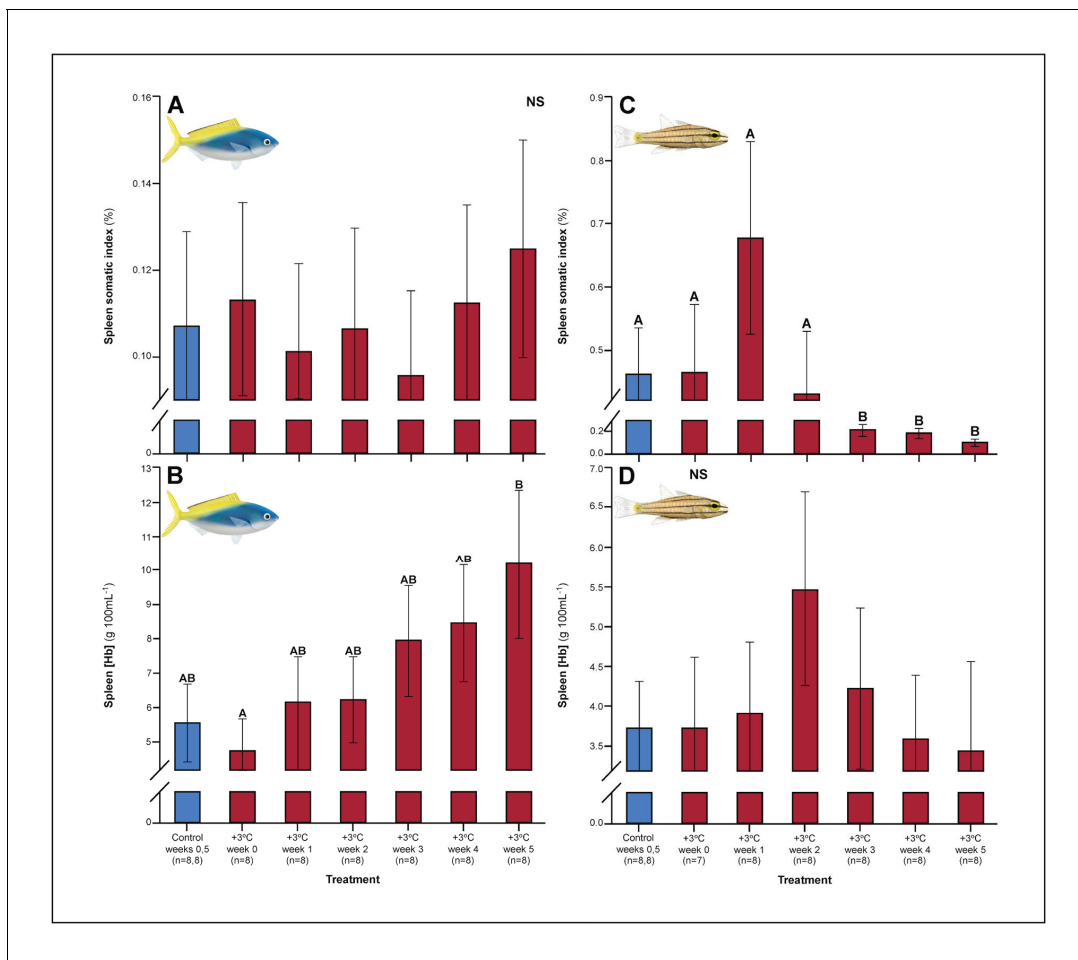 A
NS
0.16
0.14
0.12
0.10
0
Spleen somatic index (%)
C
0.9
0.8
0.7
0.6
0.5
0.2
0.0
Spleen somatic index (%)
A
A
A
A
B
B
B
B
13
12
11
10
9
8
7
6
5
0
Spleen [Hb] (g 100mL⁻¹)
AB
A
AB
AB
AB
AB
B
Control
weeks 0,5
(n=8,8)
+3ºC
week 0
(n=8)
+3ºC
week 1
(n=8)
+3ºC
week 2
(n=8)
+3ºC
week 3
(n=8)
+3ºC
week 4
(n=8)
+3ºC
week 5
(n=8)
Treatment
D
NS
7.0
6.5
6.0
5.5
5.0
4.5
4.0
3.5
0.0
Spleen [Hb] (g 100mL⁻¹)
Control
weeks 0,5
(n=8,8)
+3ºC
week 0
(n=7)
+3ºC
week 1
(n=8)
+3ºC
week 2
(n=8)
+3ºC
week 3
(n=8)
+3ºC
week 4
(n=8)
+3ºC
week 5
(n=8)
Treatment